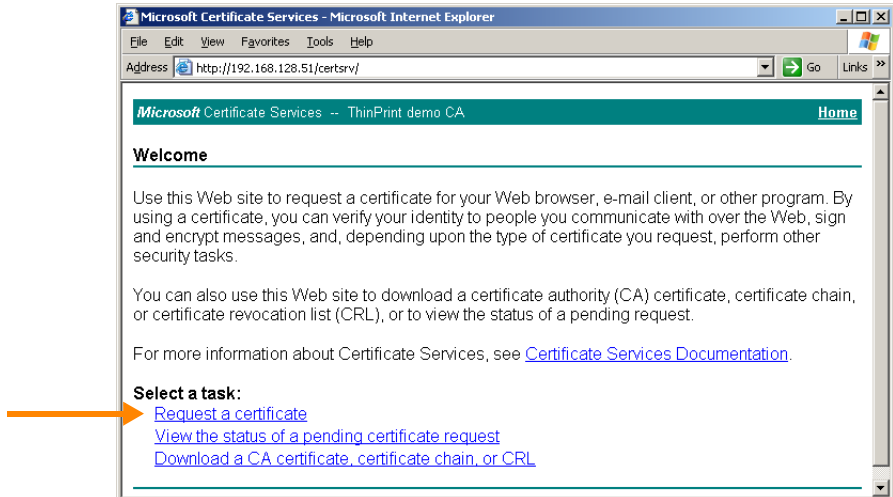 Microsoft Certificate Services - Microsoft Internet Explorer
File Edit View Favorites Tools Help
Address http://192.168.128.51/certsrv/ Go Links »
Microsoft Certificate Services -- ThinPrint demo CA Home
Welcome
Use this Web site to request a certificate for your Web browser, e-mail client, or other program. By
using a certificate, you can verify your identity to people you communicate with over the Web, sign
and encrypt messages, and, depending upon the type of certificate you request, perform other
security tasks.
You can also use this Web site to download a certificate authority (CA) certificate, certificate chain,
or certificate revocation list (CRL), or to view the status of a pending request.
For more information about Certificate Services, see Certificate Services Documentation.
Select a task:
Request a certificate
View the status of a pending certificate request
Download a CA certificate, certificate chain, or CRL